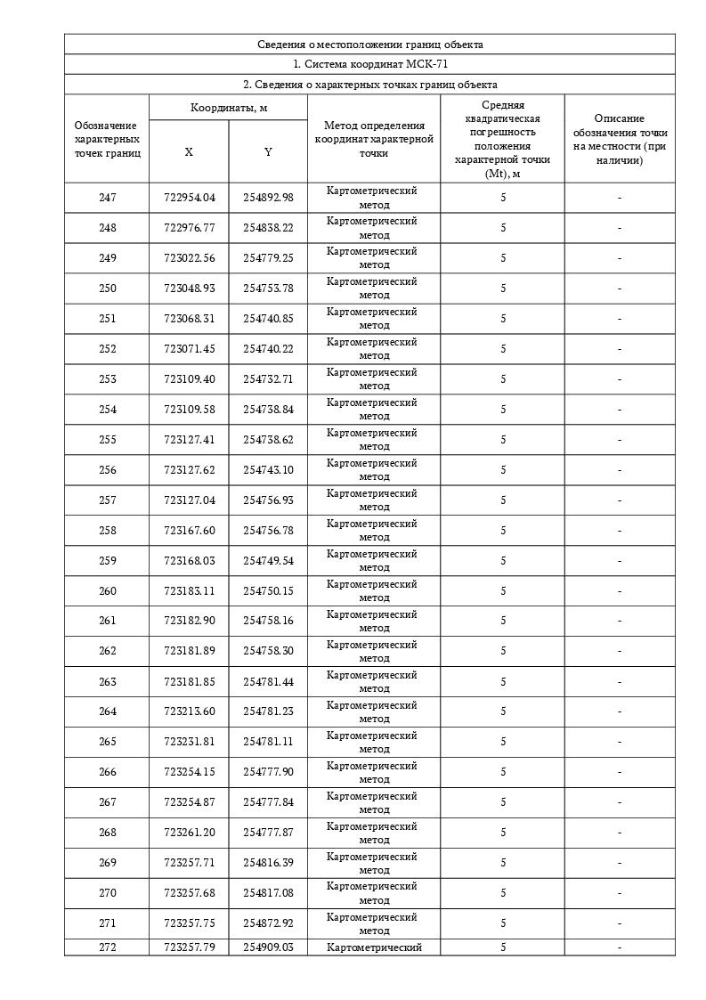 Сведения о местоположении границ объекта
1. Система координат МСК-71
2. Сведения о характерных точках границ объекта
Обозначение
характерных
точек границ
Координаты, м
X
Y
Метод определения
координат характерной
точки
Средняя
квадратическая
погрешность
положения
характерной точки
(Mt), м
Описание
обозначения точки
на местности (при
наличии)
247 722954.04 254892.98 Картометрический
метод 5 -
248 722976.77 254838.22 Картометрический
метод 5 -
249 723022.56 254779.25 Картометрический
метод 5 -
250 723048.93 254753.78 Картометрический
метод 5 -
251 723068.31 254740.85 Картометрический
метод 5 -
252 723071.45 254740.22 Картометрический
метод 5 -
253 723109.40 254732.71 Картометрический
метод 5 -
254 723109.58 254738.84 Картометрический
метод 5 -
255 723127.41 254738.62 Картометрический
метод 5 -
256 723127.62 254743.10 Картометрический
метод 5 -
257 723127.04 254756.93 Картометрический
метод 5 -
258 723167.60 254756.78 Картометрический
метод 5 -
259 723168.03 254749.54 Картометрический
метод 5 -
260 723183.11 254750.15 Картометрический
метод 5 -
261 723182.90 254758.16 Картометрический
метод 5 -
262 723181.89 254758.30 Картометрический
метод 5 -
263 723181.85 254781.44 Картометрический
метод 5 -
264 723213.60 254781.23 Картометрический
метод 5 -
265 723231.81 254781.11 Картометрический
метод 5 -
266 723254.15 254777.90 Картометрический
метод 5 -
267 723254.87 254777.84 Картометрический
метод 5 -
268 723261.20 254777.87 Картометрический
метод 5 -
269 723257.71 254816.39 Картометрический
метод 5 -
270 723257.68 254817.08 Картометрический
метод 5 -
271 723257.75 254872.92 Картометрический
метод 5 -
272 723257.79 254909.03 Картометрический 5 -